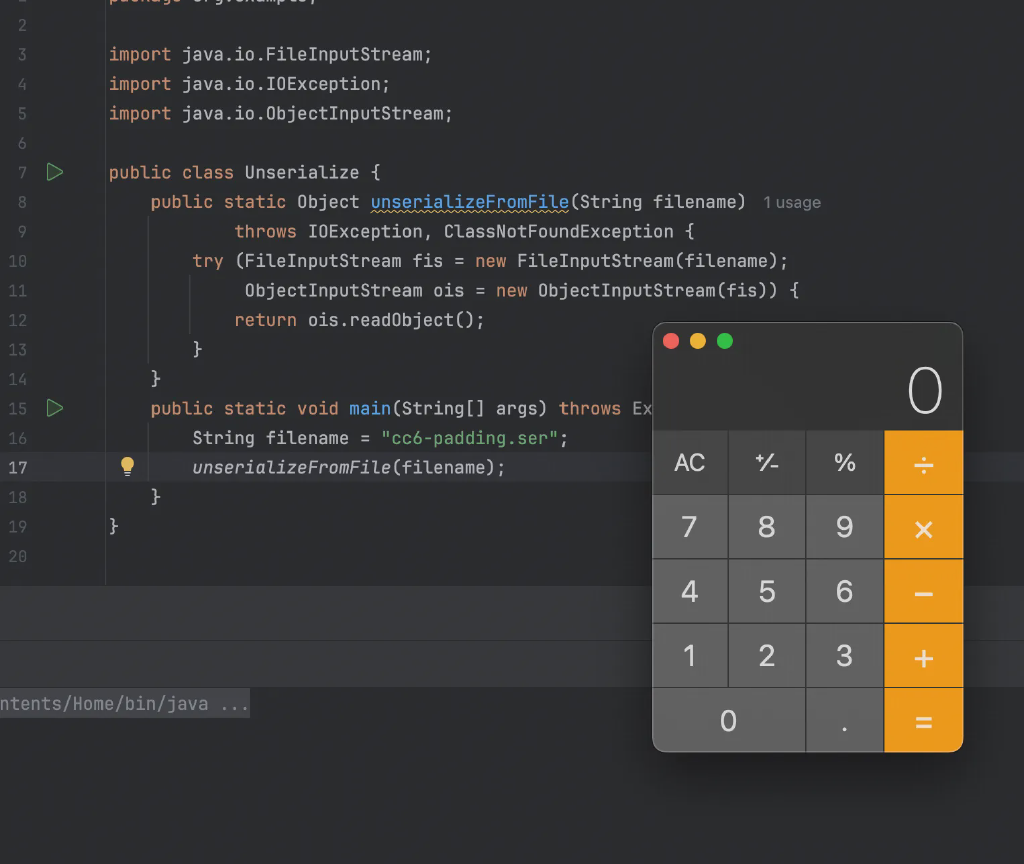 2
3 import java.io.FileInputStream;
4 import java.io.IOException;
5 import java.io.ObjectInputStream;
6
7 public class Unserialize {
8 public static Object unserializeFromFile(String filename) 1 usage
9 throws IOException, ClassNotFoundException {
10 try (FileInputStream fis = new FileInputStream(filename);
11 ObjectInputStream ois = new ObjectInputStream(fis)) {
12 return ois.readObject();
13 }
14 }
15 public static void main(String[] args) throws Ex
16 String filename = "cc6-padding.ser";
17 unserializeFromFile(filename);
18 }
19 }
20
ntents/Home/bin/java ...
0
AC +/- % ÷
7 8 9 ×
4 5 6 −
1 2 3 +
0 . =